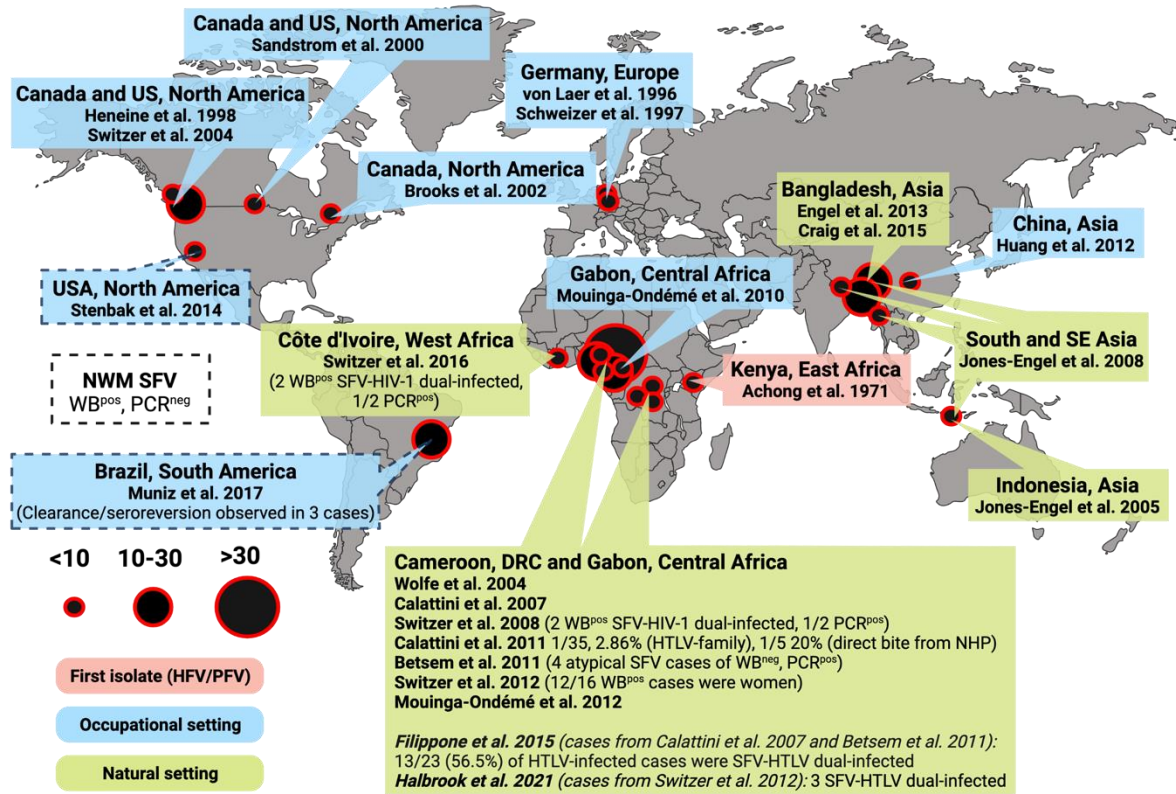 Canada and US, North America
Sandstrom et al. 2000
Canada and US, North America
Heneine et al. 1998
Switzer et al. 2004
Germany, Europe
von Laer et al. 1996
Schweizer et al. 1997
Canada, North America
Brooks et al. 2002
Bangladesh, Asia
Engel et al. 2013
Craig et al. 2015
China, Asia
Huang et al. 2012
USA, North America
Stenbak et al. 2014
Gabon, Central Africa
Mouinga-Ondémé et al. 2010
Côte d'Ivoire, West Africa
Switzer et al. 2016
(2 WBpos SFV-HIV-1 dual-infected,
1/2 PCRpos)
South and SE Asia
Jones-Engel et al. 2008
Kenya, East Africa
Achong et al. 1971
NWM SFV
WBpos, PCRneg
Brazil, South America
Muniz et al. 2017
(Clearance/seroreversion observed in 3 cases)
Indonesia, Asia
Jones-Engel et al. 2005
<10 10-30 >30
First isolate (HFV/PFV)
Occupational setting
Natural setting
Cameroon, DRC and Gabon, Central Africa
Wolfe et al. 2004
Calattini et al. 2007
Switzer et al. 2008 (2 WBpos SFV-HIV-1 dual-infected, 1/2 PCRpos)
Calattini et al. 2011 1/35, 2.86% (HTLV-family), 1/5 20% (direct bite from NHP)
Betsem et al. 2011 (4 atypical SFV cases of WBneg, PCRpos)
Switzer et al. 2012 (12/16 WBpos cases were women)
Mouinga-Ondémé et al. 2012
Filippone et al. 2015 (cases from Calattini et al. 2007 and Betsem et al. 2011):
13/23 (56.5%) of HTLV-infected cases were SFV-HTLV dual-infected
Halbrook et al. 2021 (cases from Switzer et al. 2012): 3 SFV-HTLV dual-infected